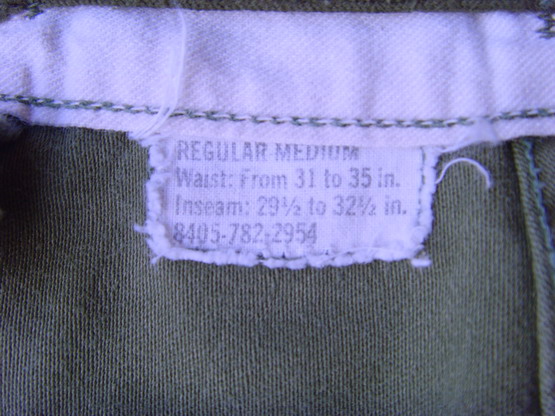 REGULAR-MEDIUM
Waist: From 31 to 35 in.
Inseam: 29½ to 32½ in.
8405-782-2954